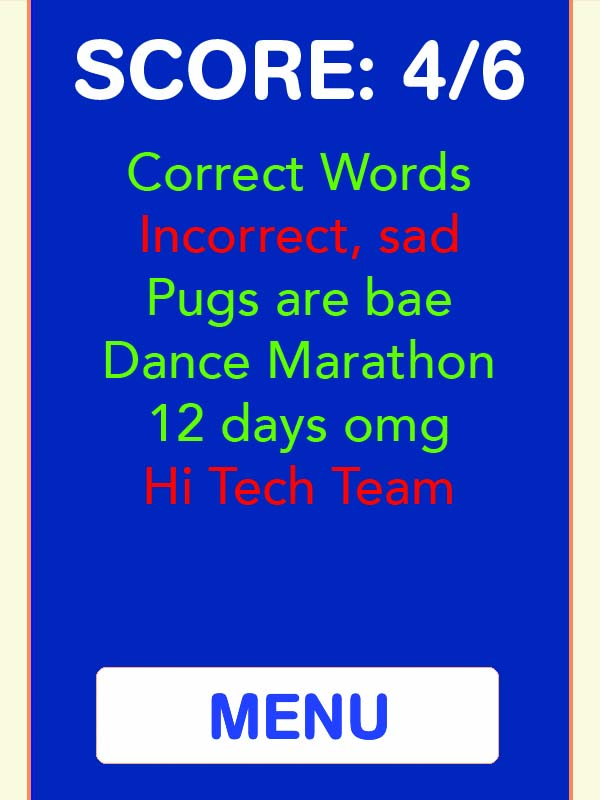 SCORE: 4/6
Correct Words
Incorrect, sad
Pugs are bae
Dance Marathon
12 days omg
Hi Tech Team
MENU